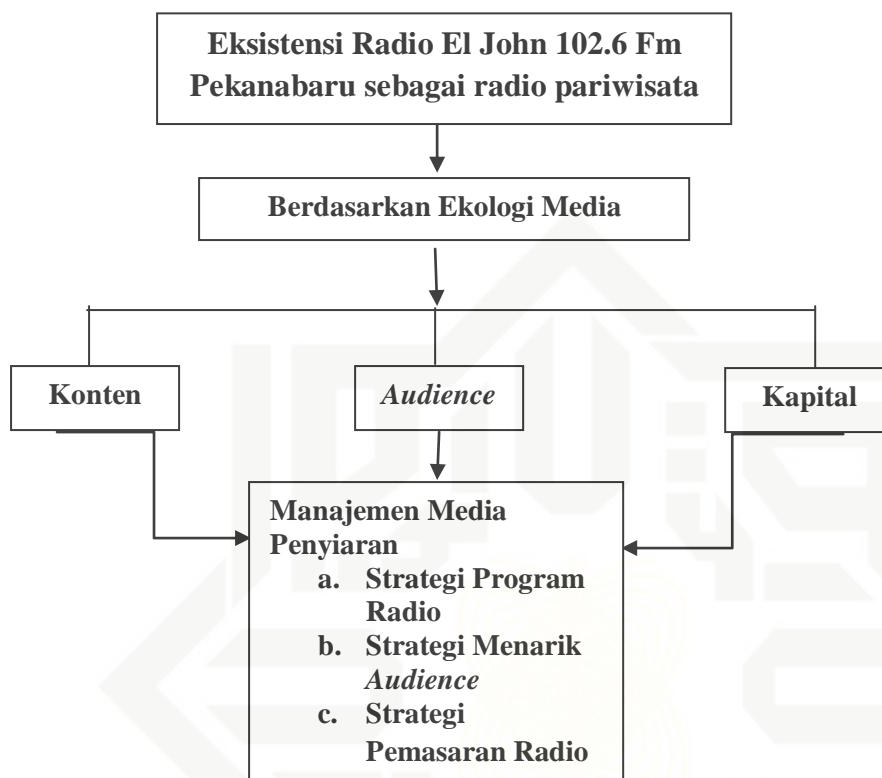 Eksistensi Radio El John 102.6 Fm
Pekanabaru sebagai radio pariwisata
Berdasarkan Ekologi Media
Konten
Audience
Kapital
Manajemen Media
Penyiaran
a. Strategi Program
Radio
b. Strategi Menarik
Audience
c. Strategi
Pemasaran Radio